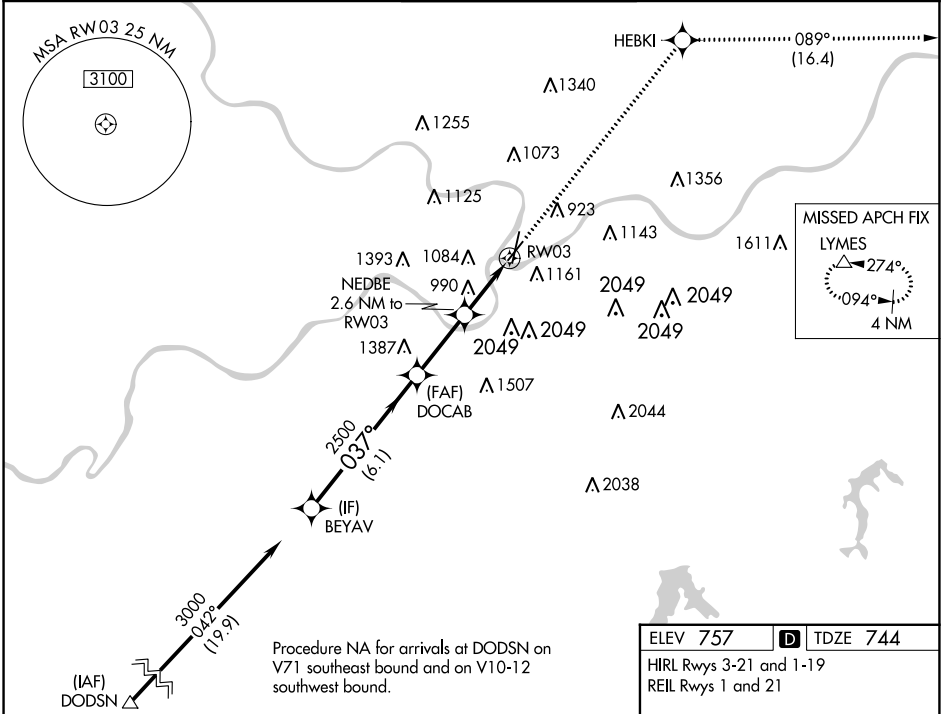 MSA RW03 25 NM
3100
HEBKI
089°
(16.4)
1340
1255
1073
1125
1356
923
1143
1611
MISSED APCH FIX
LYMES
274°
094°
4 NM
1393
1084
RW03
990
1161
NEDBE
2.6 NM to
RW03
2049
2049
2049
2049
2049
1387
(FAF)
DOCAB
1507
2044
2500
037°
(6.1)
2038
(IF)
BEYAV
3000
042°
(19.9)
(IAF)
DODSN
Procedure NA for arrivals at DODSN on
V71 southeast bound and on V10-12
southwest bound.
ELEV 757 D TDZE 744
HIRL Rwys 3-21 and 1-19
REIL Rwys 1 and 21